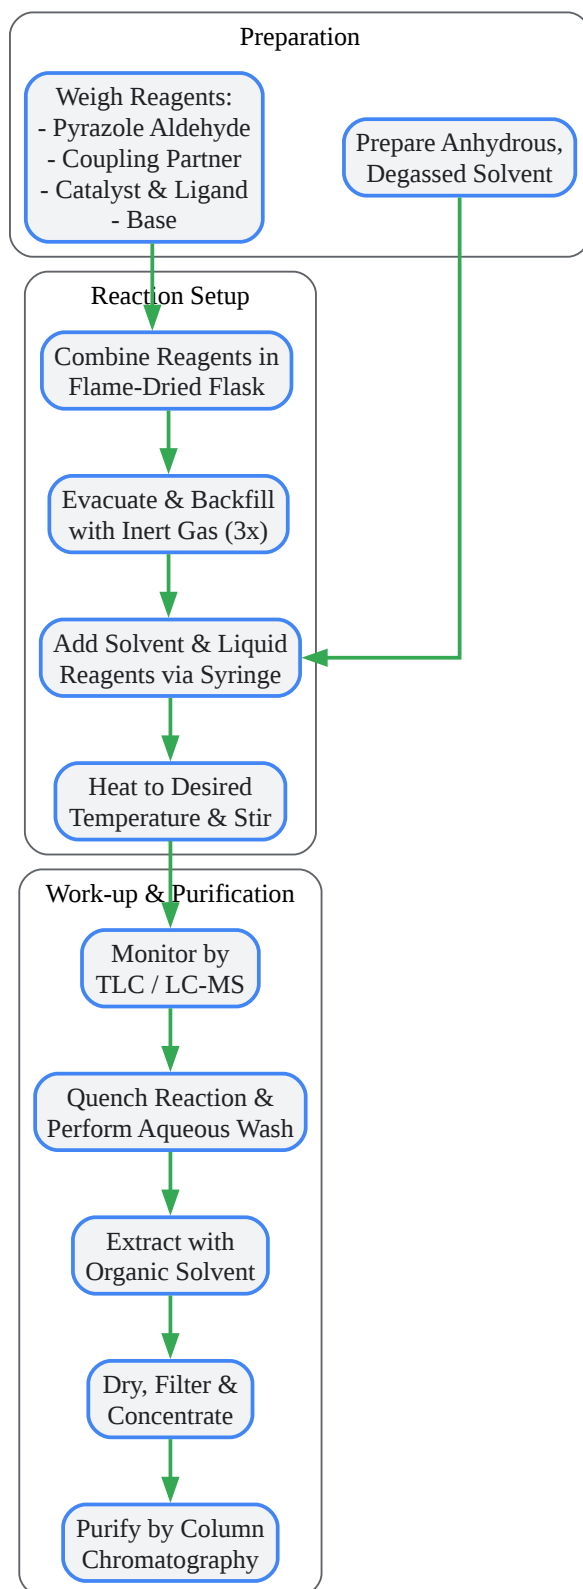 Preparation
Weigh Reagents:
- Pyrazole Aldehyde
- Coupling Partner
- Catalyst & Ligand
- Base
Prepare Anhydrous,
Degassed Solvent
Reaction Setup
Combine Reagents in
Flame-Dried Flask
Evacuate & Backfill
with Inert Gas (3x)
Add Solvent & Liquid
Reagents via Syringe
Heat to Desired
Temperature & Stir
Work-up & Purification
Monitor by
TLC / LC-MS
Quench Reaction &
Perform Aqueous Wash
Extract with
Organic Solvent
Dry, Filter &
Concentrate
Purify by Column
Chromatography